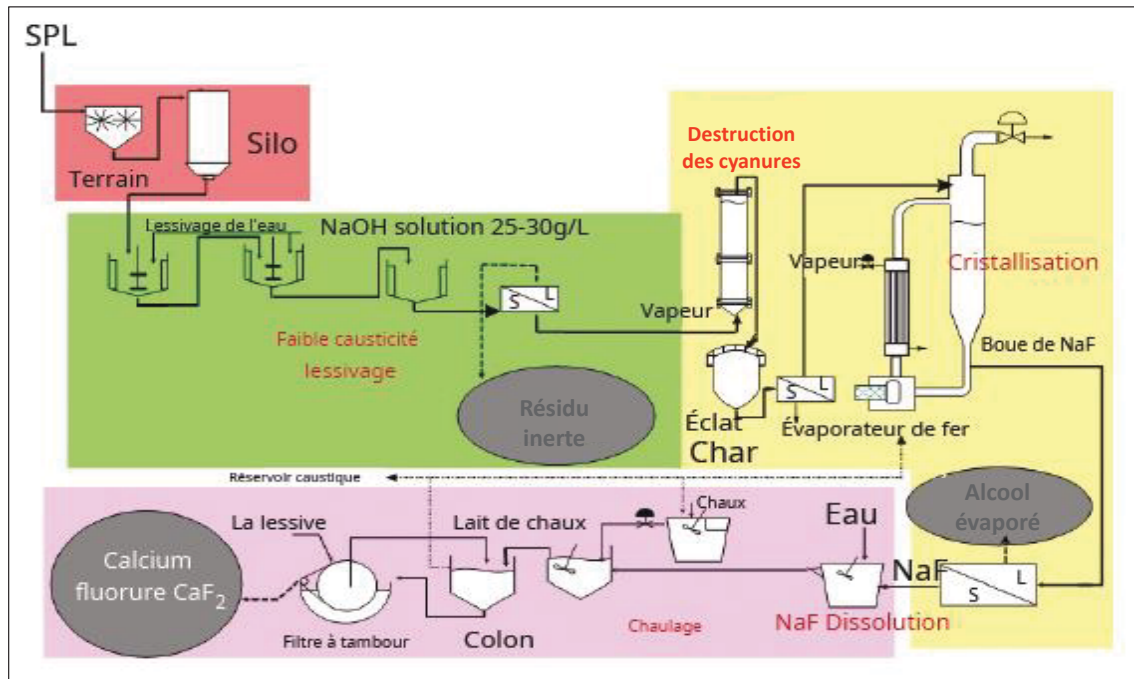 SPL
Silo
Terrain
Lessivage de l'eau
NaOH solution 25-30g/L
Faible causticité
lessivage
S L
Résidu
inerte
Destruction
des cyanures
Vapeur
Vapeur
Cristallisation
Boue de NaF
S L
Éclat
Char
Évaporateur de fer
Réservoir caustique
Alcool
évaporé
Chaux
Eau
La lessive
Lait de chaux
Calcium
fluorure CaF₂
NaF
L
S
Filtre à tambour
Colon
Chaulage
NaF Dissolution